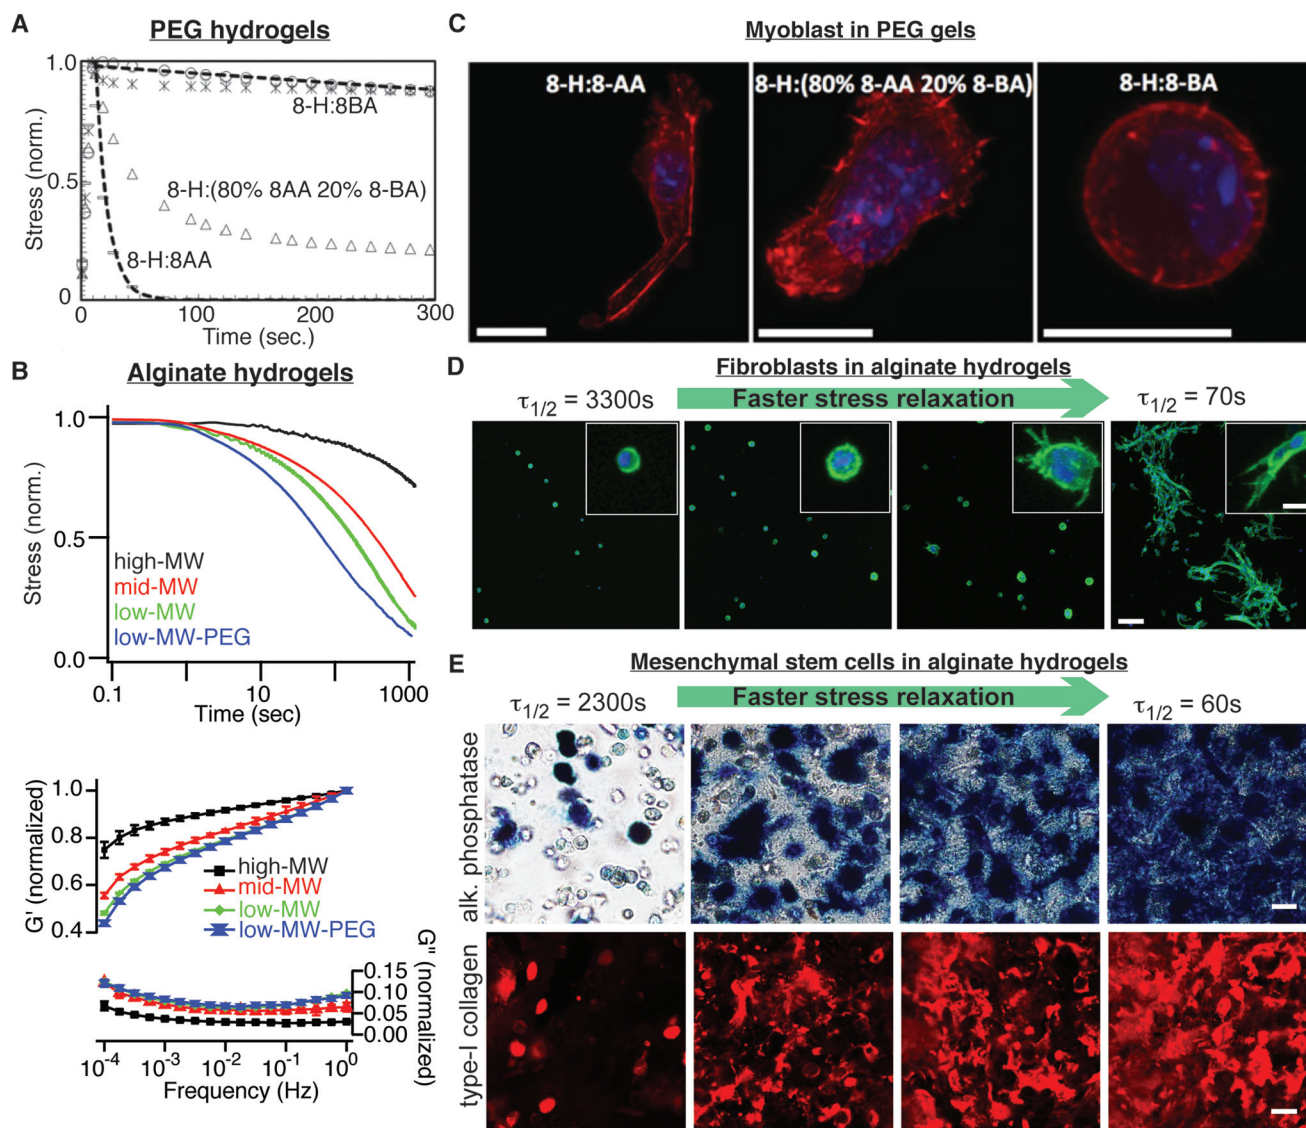 A
PEG hydrogels
1.0
0.5
0
Stress (norm.)
8-H:8BA
8-H:(80% 8AA 20% 8-BA)
8-H:8AA
0
100
200
300
Time (sec.)
B
Alginate hydrogels
1.0
0.5
0.0
Stress (norm.)
high-MW
mid-MW
low-MW
low-MW-PEG
0.1
10
1000
Time (sec)
1.0
0.8
0.6
0.4
G' (normalized)
high-MW
mid-MW
low-MW
low-MW-PEG
0.15
0.10
0.05
0.00
G'' (normalized)
10⁻⁴
10⁻³
10⁻²
10⁻¹
10⁰
Frequency (Hz)
C
Myoblast in PEG gels
8-H:8-AA
8-H:(80% 8-AA 20% 8-BA)
8-H:8-BA
D
Fibroblasts in alginate hydrogels
τ1/2 = 3300s
Faster stress relaxation
τ1/2 = 70s
E
Mesenchymal stem cells in alginate hydrogels
τ1/2 = 2300s
Faster stress relaxation
τ1/2 = 60s
alk. phosphatase
type-I collagen